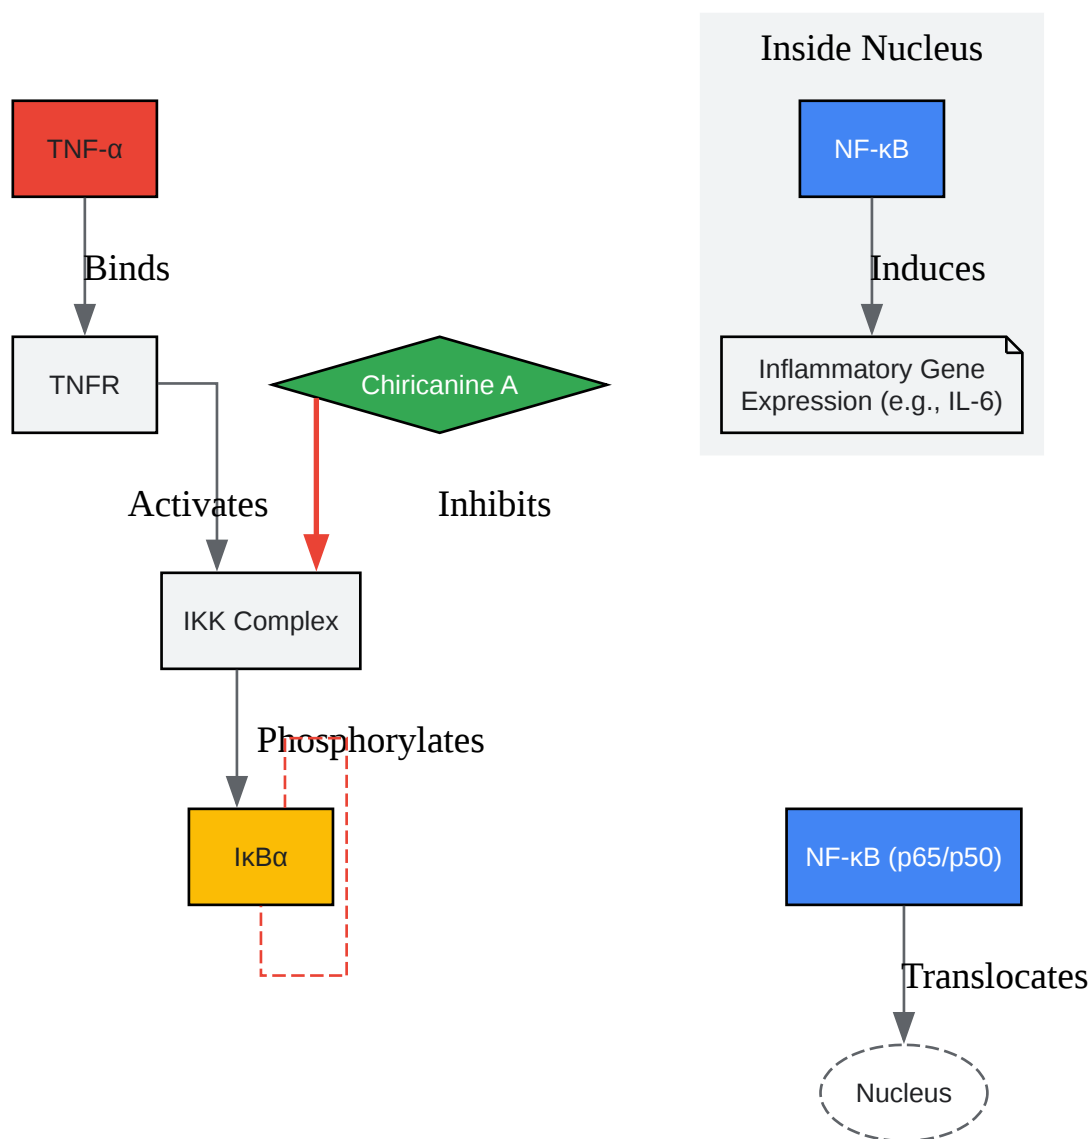 Inside Nucleus
TNF-α
NF-κB
Binds
Induces
TNFR
Chiricanine A
Inflammatory Gene
Expression (e.g., IL-6)
Activates
Inhibits
IKK Complex
Phosphorylates
IκBα
NF-κB (p65/p50)
Translocates
Nucleus